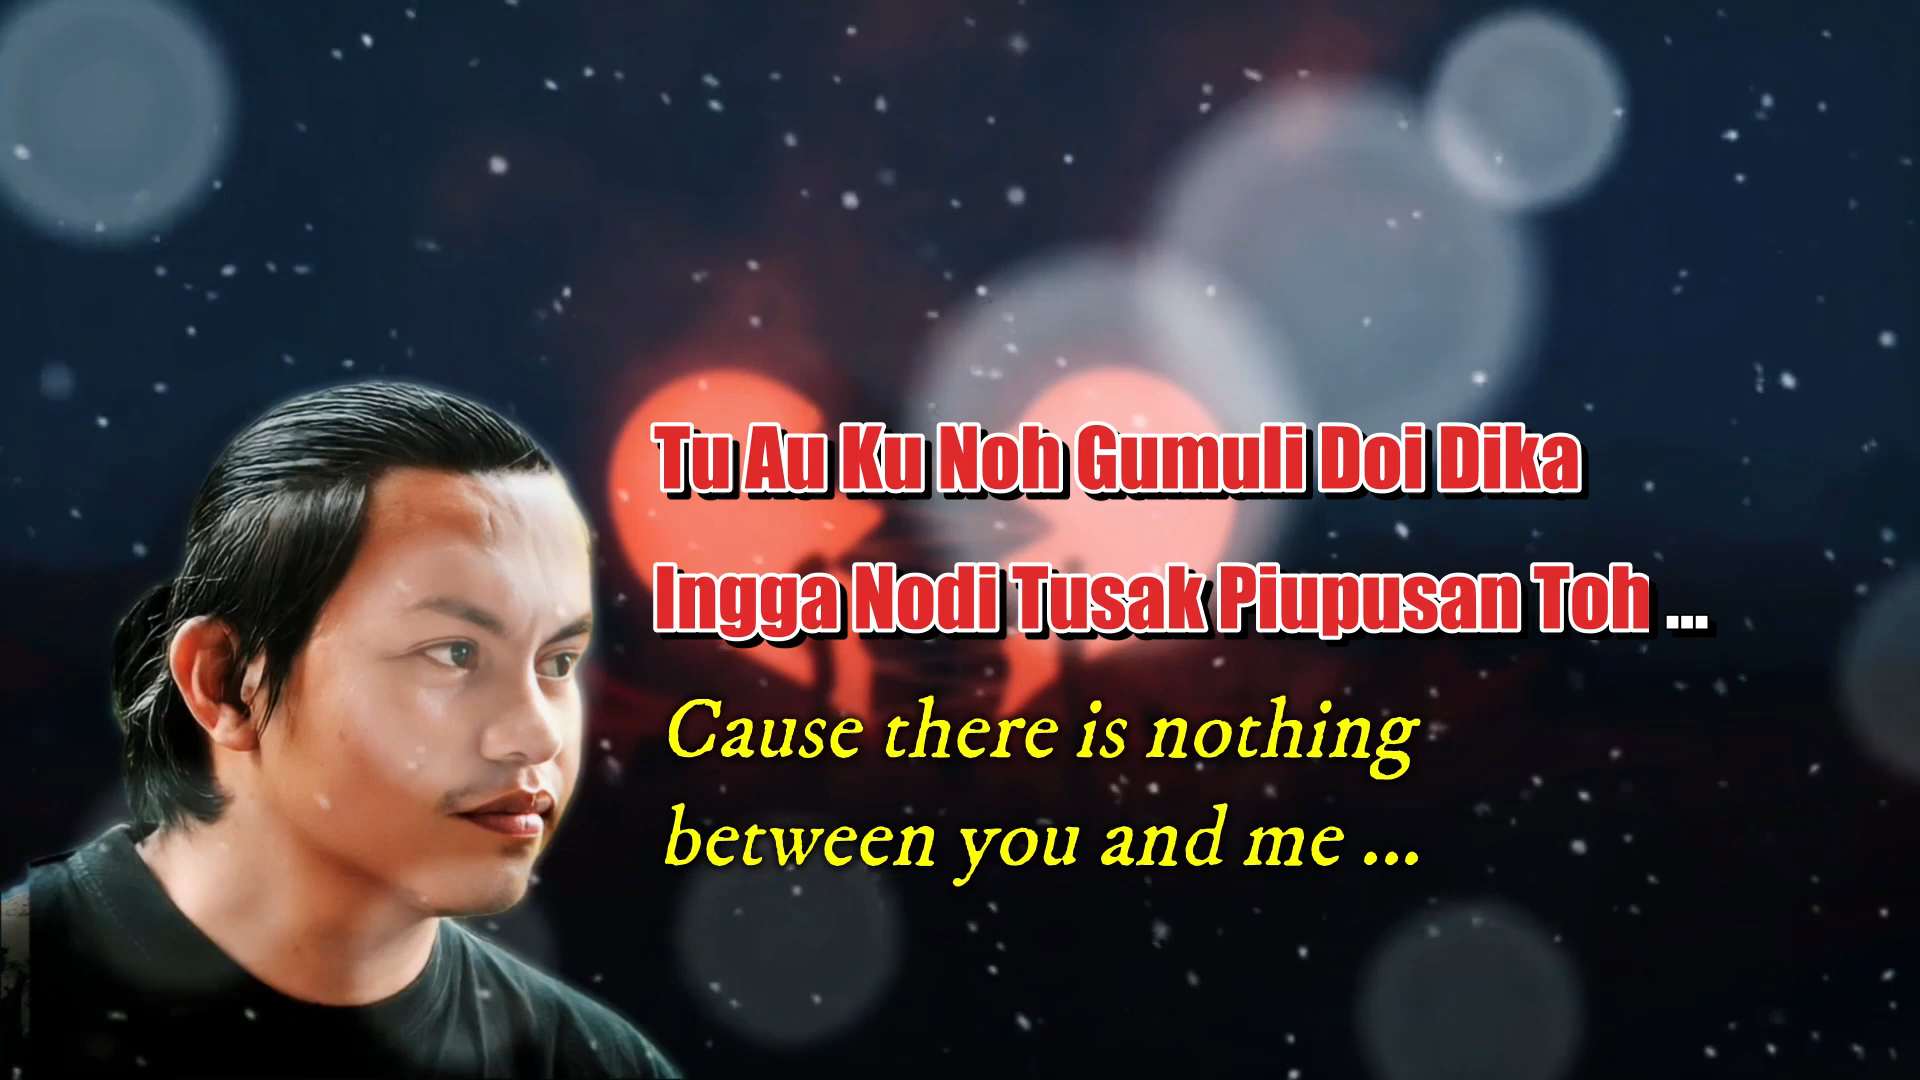 Tu Au Ku Noh Gumuli Doi Dika
Ingga Nodi Tusak Piupusan Toh ...
Cause there is nothing
between you and me ...